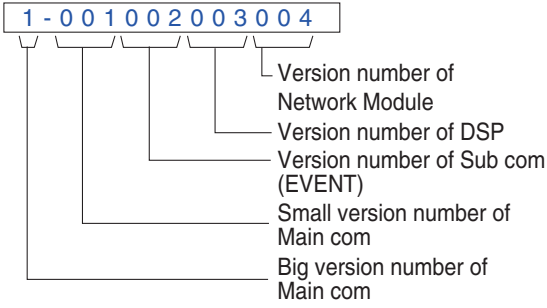 1-001002003004
Version number of
Network Module
Version number of DSP
Version number of Sub com
(EVENT)
Small version number of
Main com
Big version number of
Main com